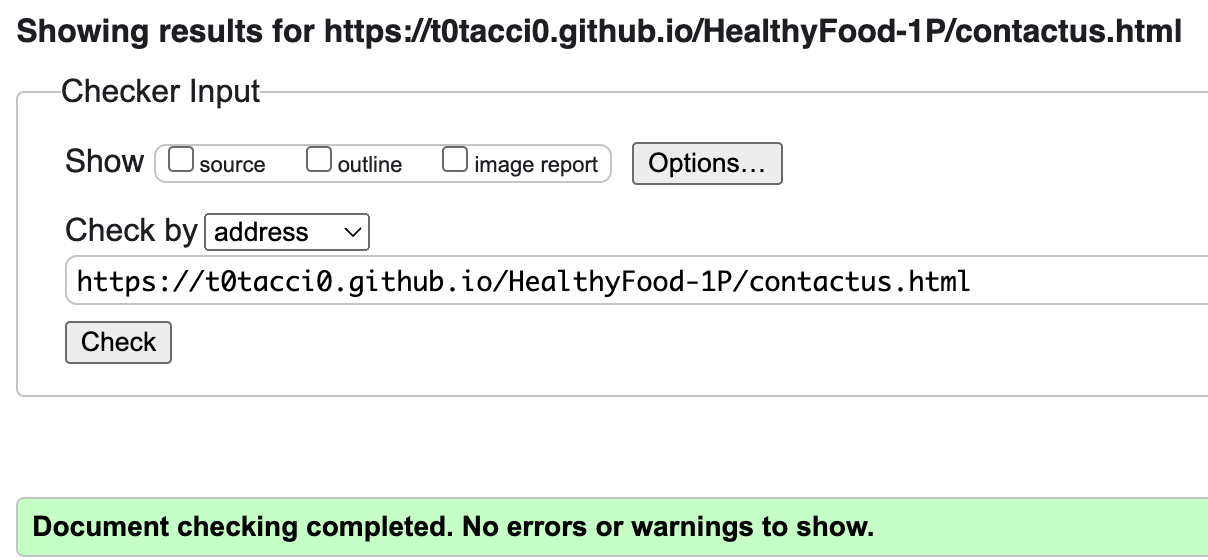 Showing results for https://t0tacci0.github.io/HealthyFood-1P/contactus.html
Checker Input
Show source outline image report Options...
Check by address
https://t0tacci0.github.io/HealthyFood-1P/contactus.html
Check
Document checking completed. No errors or warnings to show.